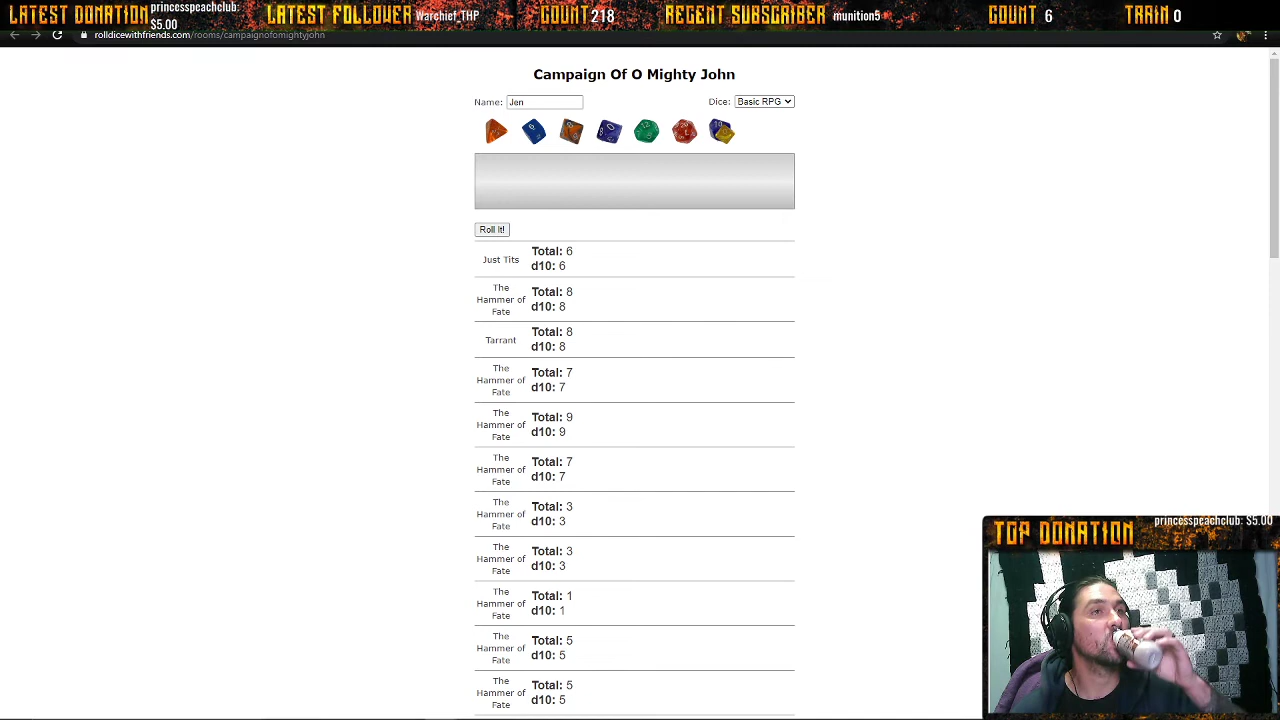 LATEST DONATION princesspeachclub: $5.00 LATEST FOLLOWER Warchief_THP COUNT 218 RECENT SUBSCRIBER munition5 COUNT 6 TRAIN 0
rolldicewithfriends.com/rooms/campaignofomightyjohn
Campaign Of O Mighty John
Name: Jen Dice: Basic RPG
Roll It!
Just Tits
Total: 6
d10: 6
The Hammer of Fate
Total: 8
d10: 8
Tarrant
Total: 8
d10: 8
The Hammer of Fate
Total: 7
d10: 7
The Hammer of Fate
Total: 9
d10: 9
The Hammer of Fate
Total: 7
d10: 7
The Hammer of Fate
Total: 3
d10: 3
The Hammer of Fate
Total: 3
d10: 3
The Hammer of Fate
Total: 1
d10: 1
The Hammer of Fate
Total: 5
d10: 5
The Hammer of Fate
Total: 5
d10: 5
TOP DONATION princesspeachclub: $5.00